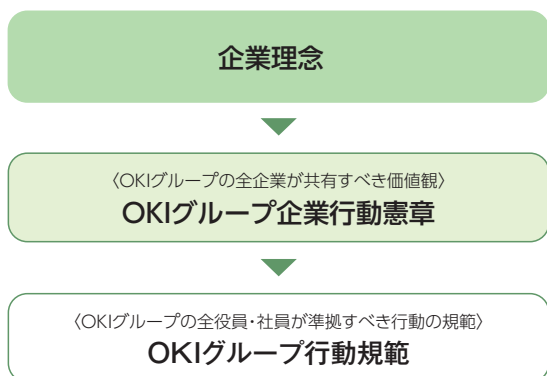 企業理念
〈OKIグループの全企業が共有すべき価値観〉
OKIグループ企業行動憲章
〈OKIグループの全役員・社員が準拠すべき行動の規範〉
OKIグループ行動規範